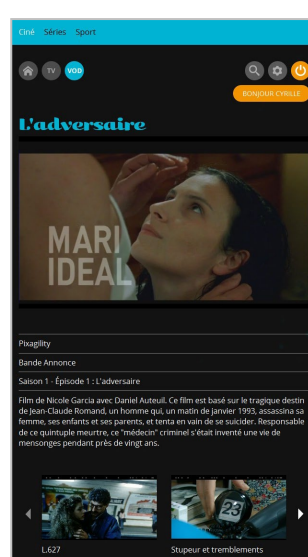 Ciné Séries Sport
TV VOD
BONJOUR CYRILLE
L'adversaire
MARI
IDEAL
Pixagility
Bande Annonce
Saison 1 - Épisode 1 : L'adversaire
Film de Nicole Garcia avec Daniel Auteuil. Ce film est basé sur le tragique destin
de Jean-Claude Romand, un homme qui, un matin de janvier 1993, assassina sa
femme, ses enfants et ses parents, et tenta en vain de se suicider. Responsable
de ce quintuple meurtre, ce "médecin" criminel s'était inventé une vie de
mensonges pendant près de vingt ans.
23
L.627
Stupeur et tremblements